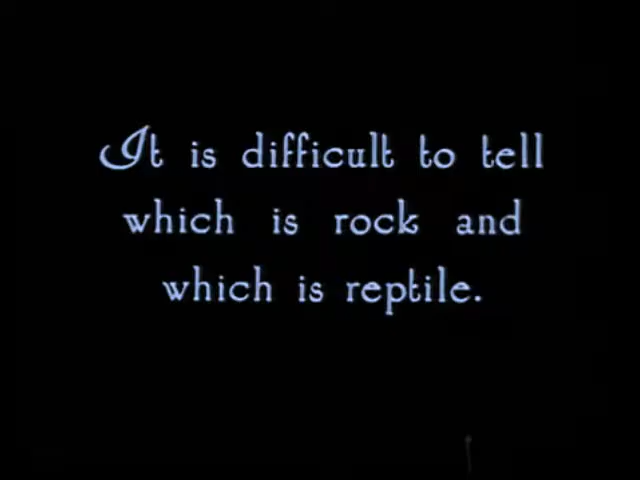 It is difficult to tell
which is rock and
which is reptile.